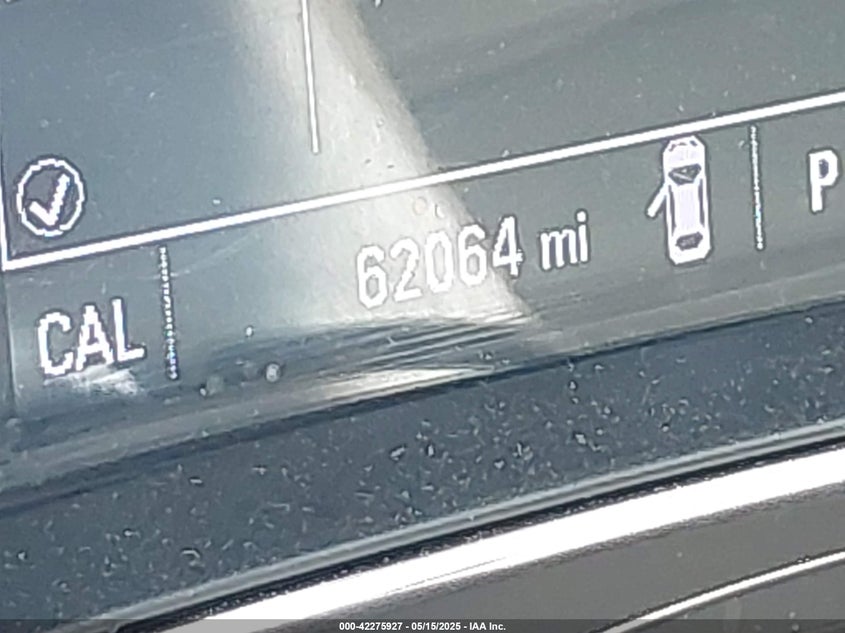 P
62064 mi
CAL
000-42275927 - 05/15/2025 - IAA Inc.